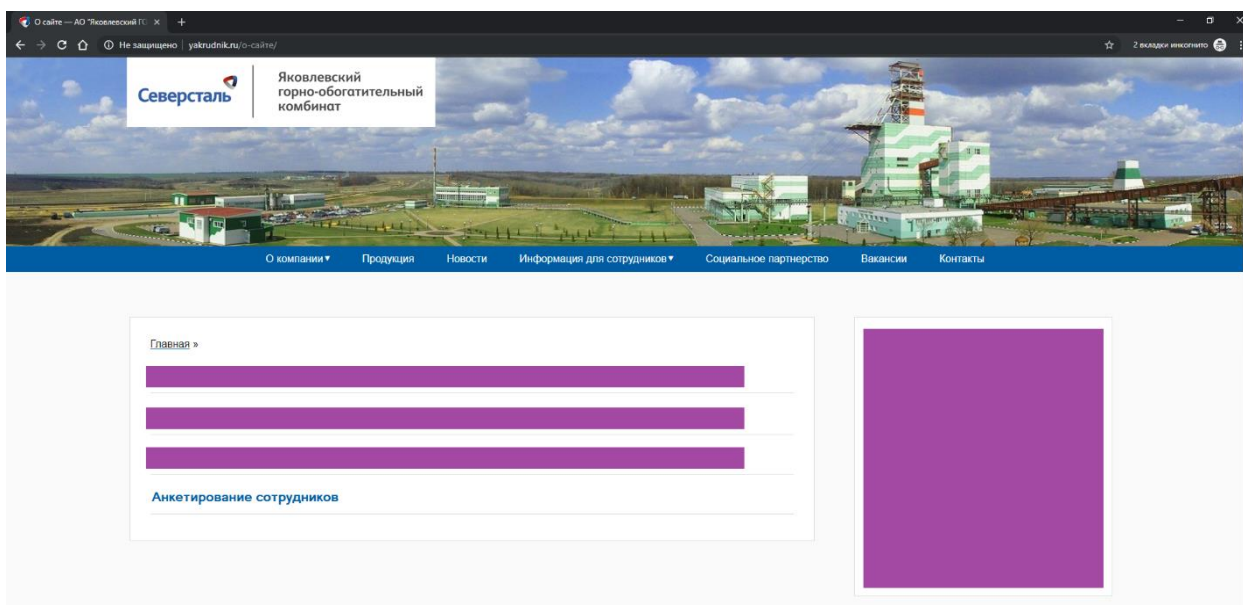 О сайте — АО "Яковлевский ГО
Не защищено | yakrudnik.ru/о-сайте/
2 вкладки инкогнито
Северсталь
Яковлевский
горно-обогатительный
комбинат
О компании▼ Продукция Новости Информация для сотрудников▼ Социальное партнерство Вакансии Контакты
Главная »
Анкетирование сотрудников